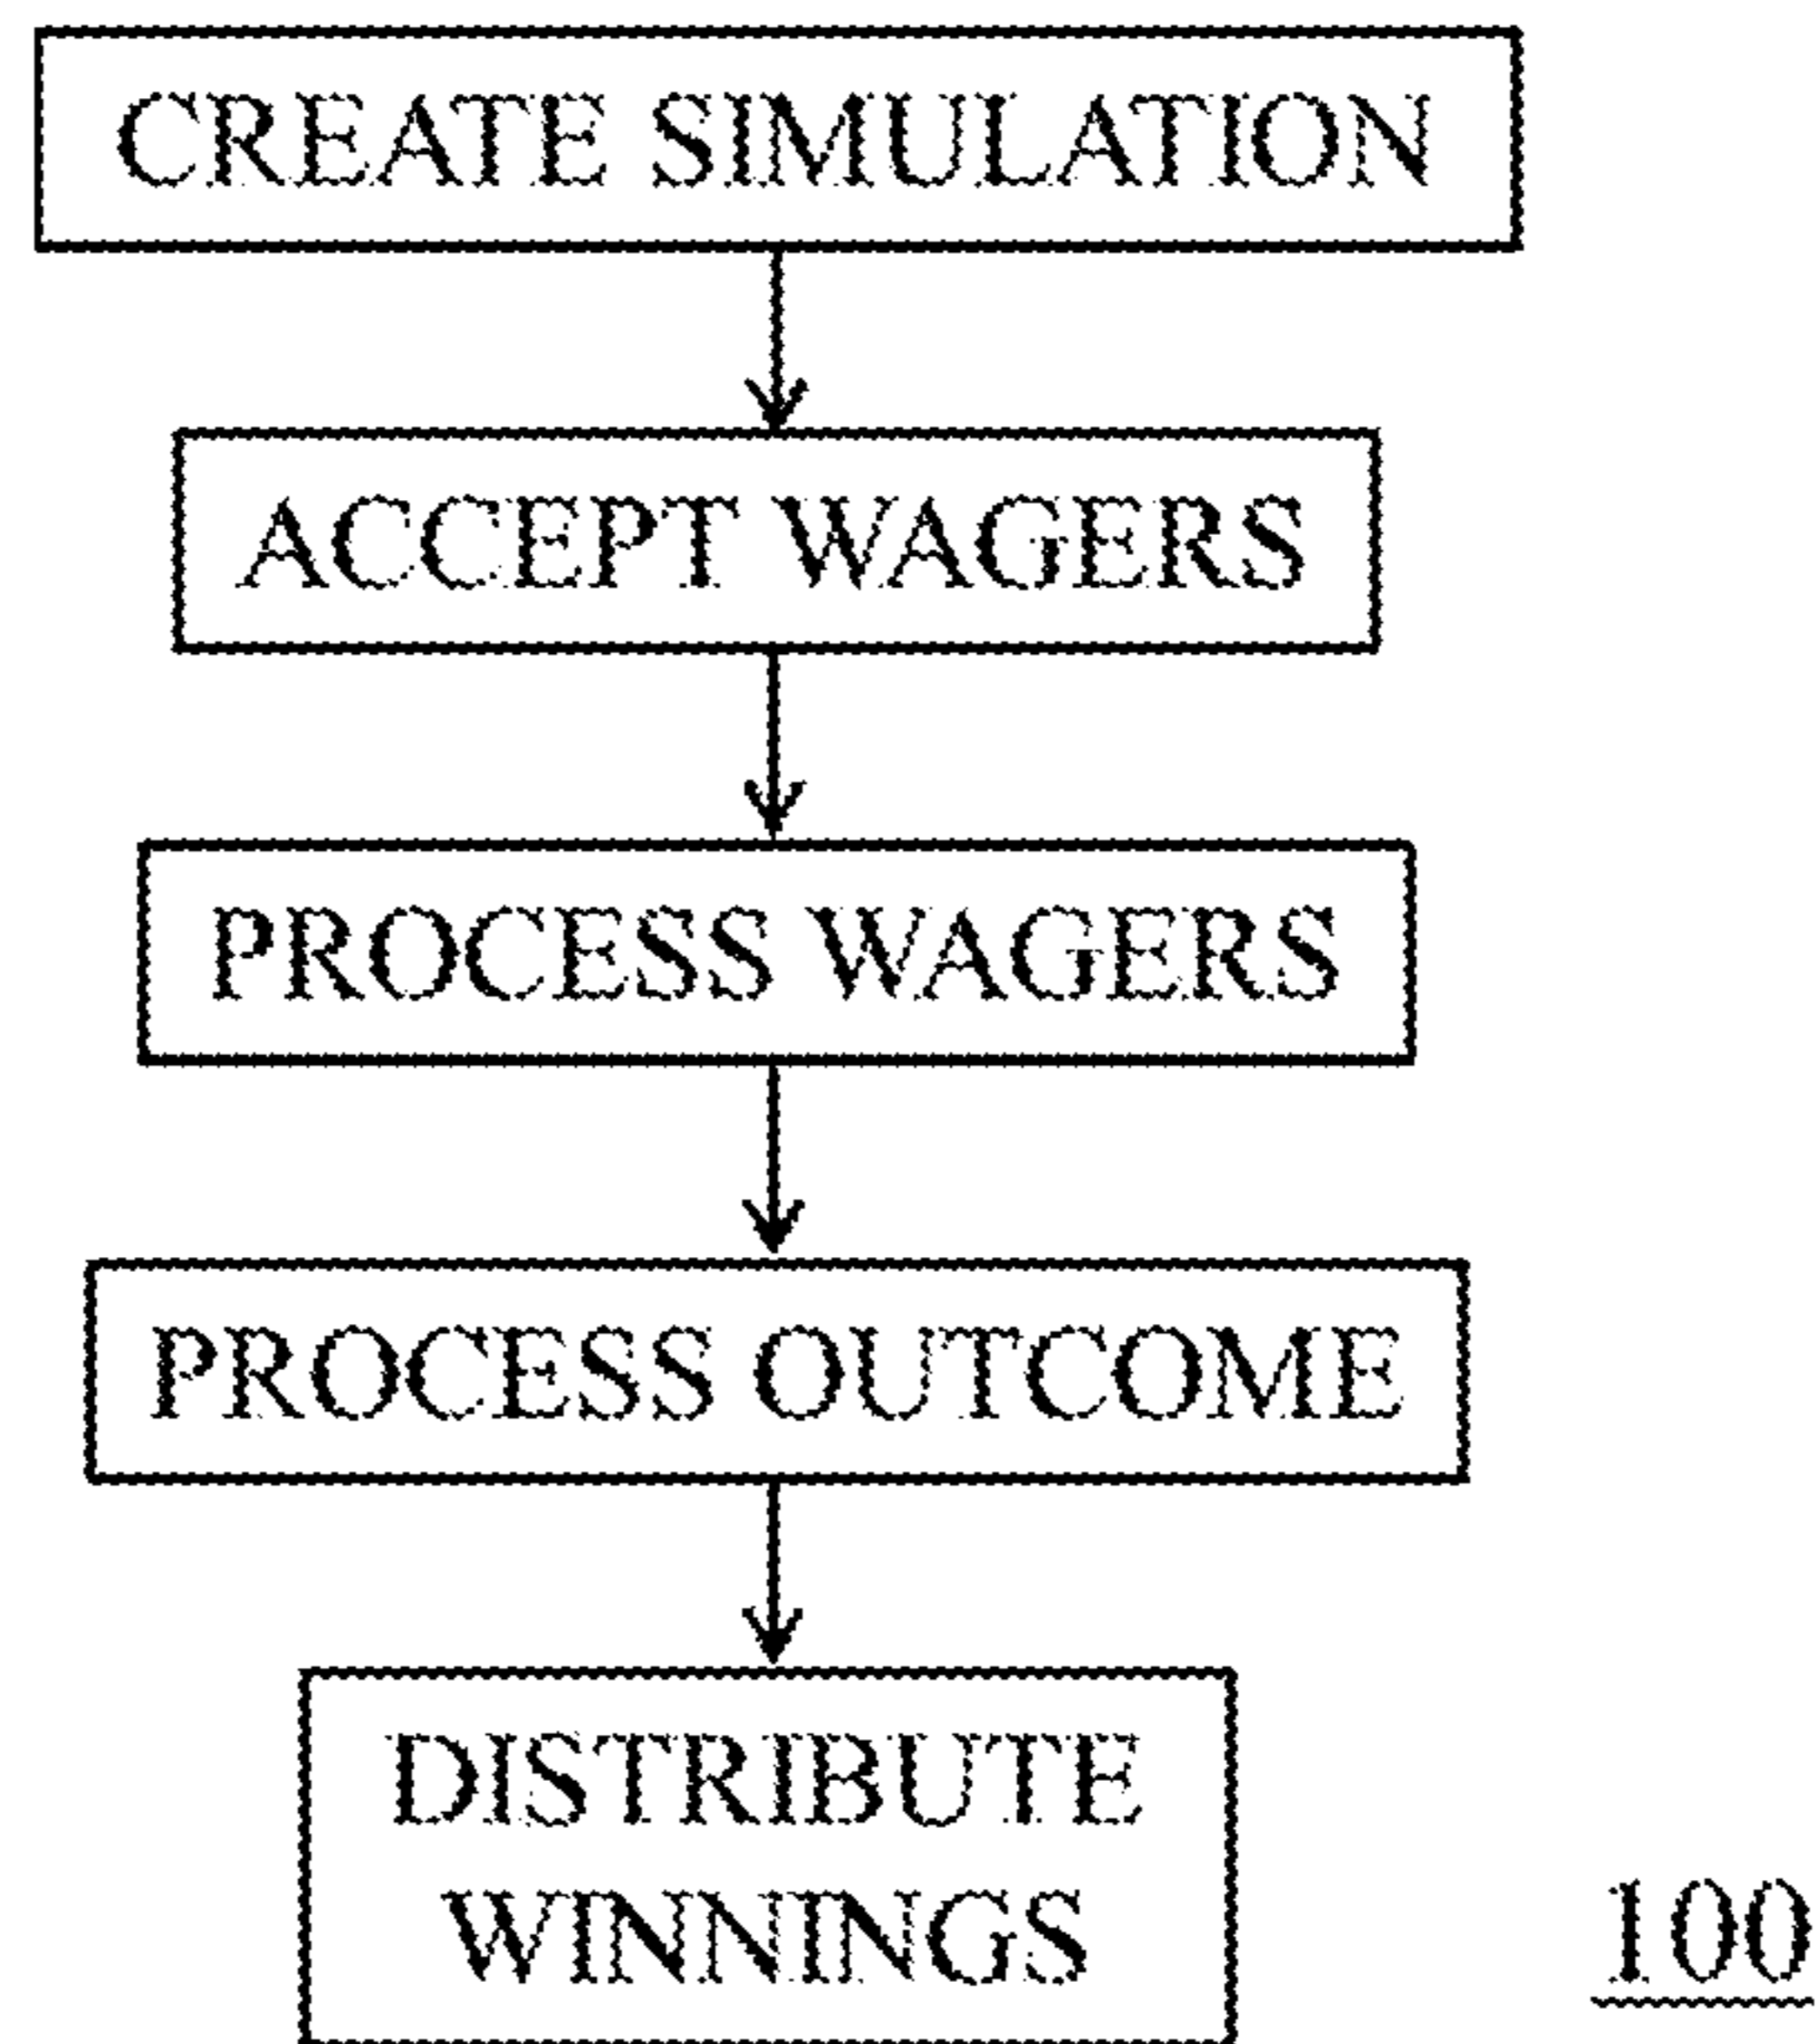 CREATE SIMULATION
ACCEPT WAGERS
PROCESS WAGERS
PROCESS OUTCOME
DISTRIBUTE
WINNINGS
100